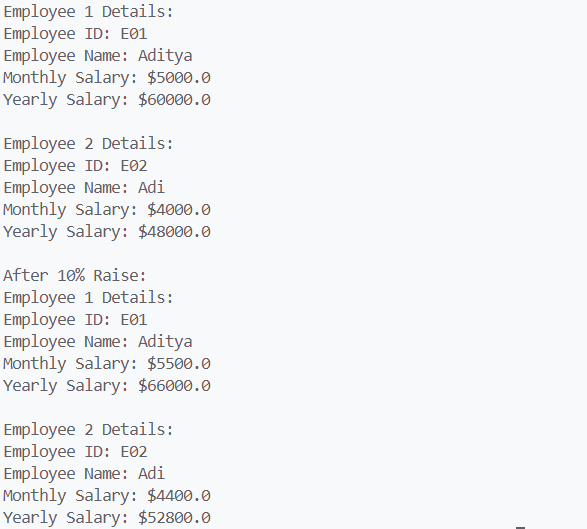 Employee 1 Details:
Employee ID: E01
Employee Name: Aditya
Monthly Salary: $5000.0
Yearly Salary: $60000.0

Employee 2 Details:
Employee ID: E02
Employee Name: Adi
Monthly Salary: $4000.0
Yearly Salary: $48000.0

After 10% Raise:
Employee 1 Details:
Employee ID: E01
Employee Name: Aditya
Monthly Salary: $5500.0
Yearly Salary: $66000.0

Employee 2 Details:
Employee ID: E02
Employee Name: Adi
Monthly Salary: $4400.0
Yearly Salary: $52800.0